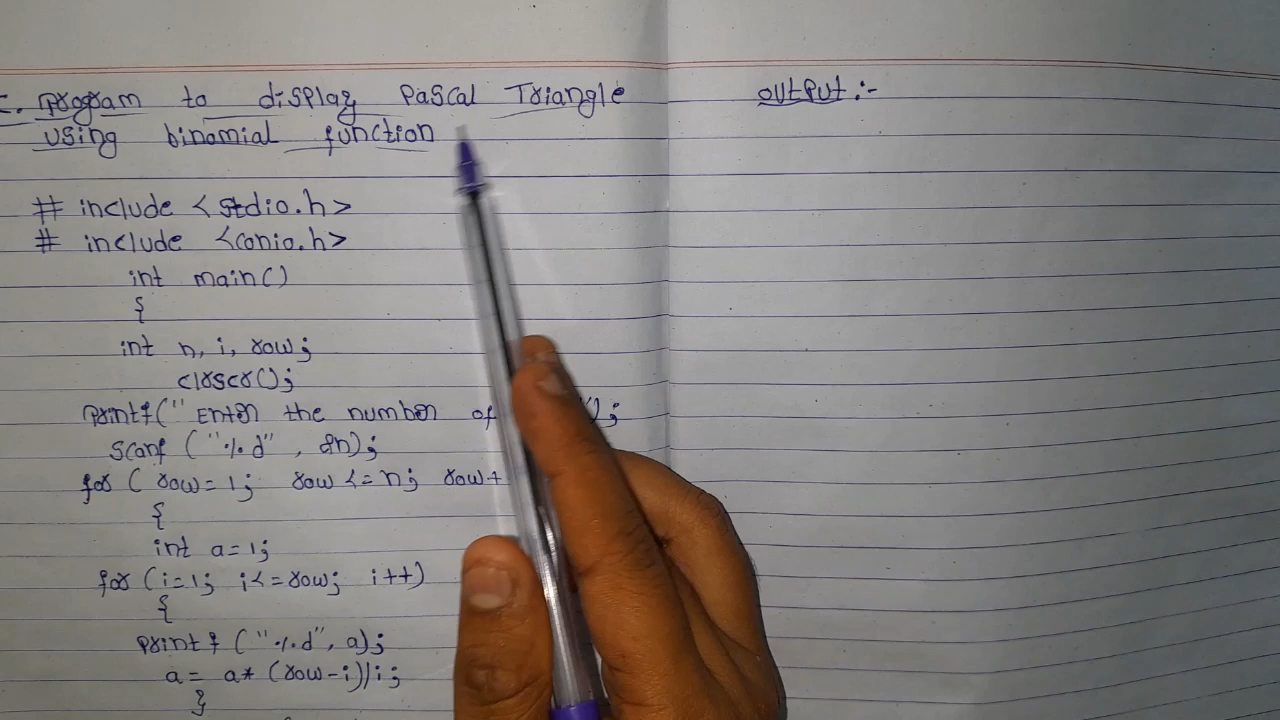 C. Program to display Pascal Triangle
using binomial function
# include <stdio.h>
# include <conio.h>
int main()
{
int n, i, row;
clrscr();
printf(" Enter the number of ");
scanf ( "%d" , &n);
for ( row=1; row <=n; row+
{
int a=1;
for (i=1; i<=row; i++)
{
printf ("%d", a);
a= a* (row-i)/i;
}
output:-